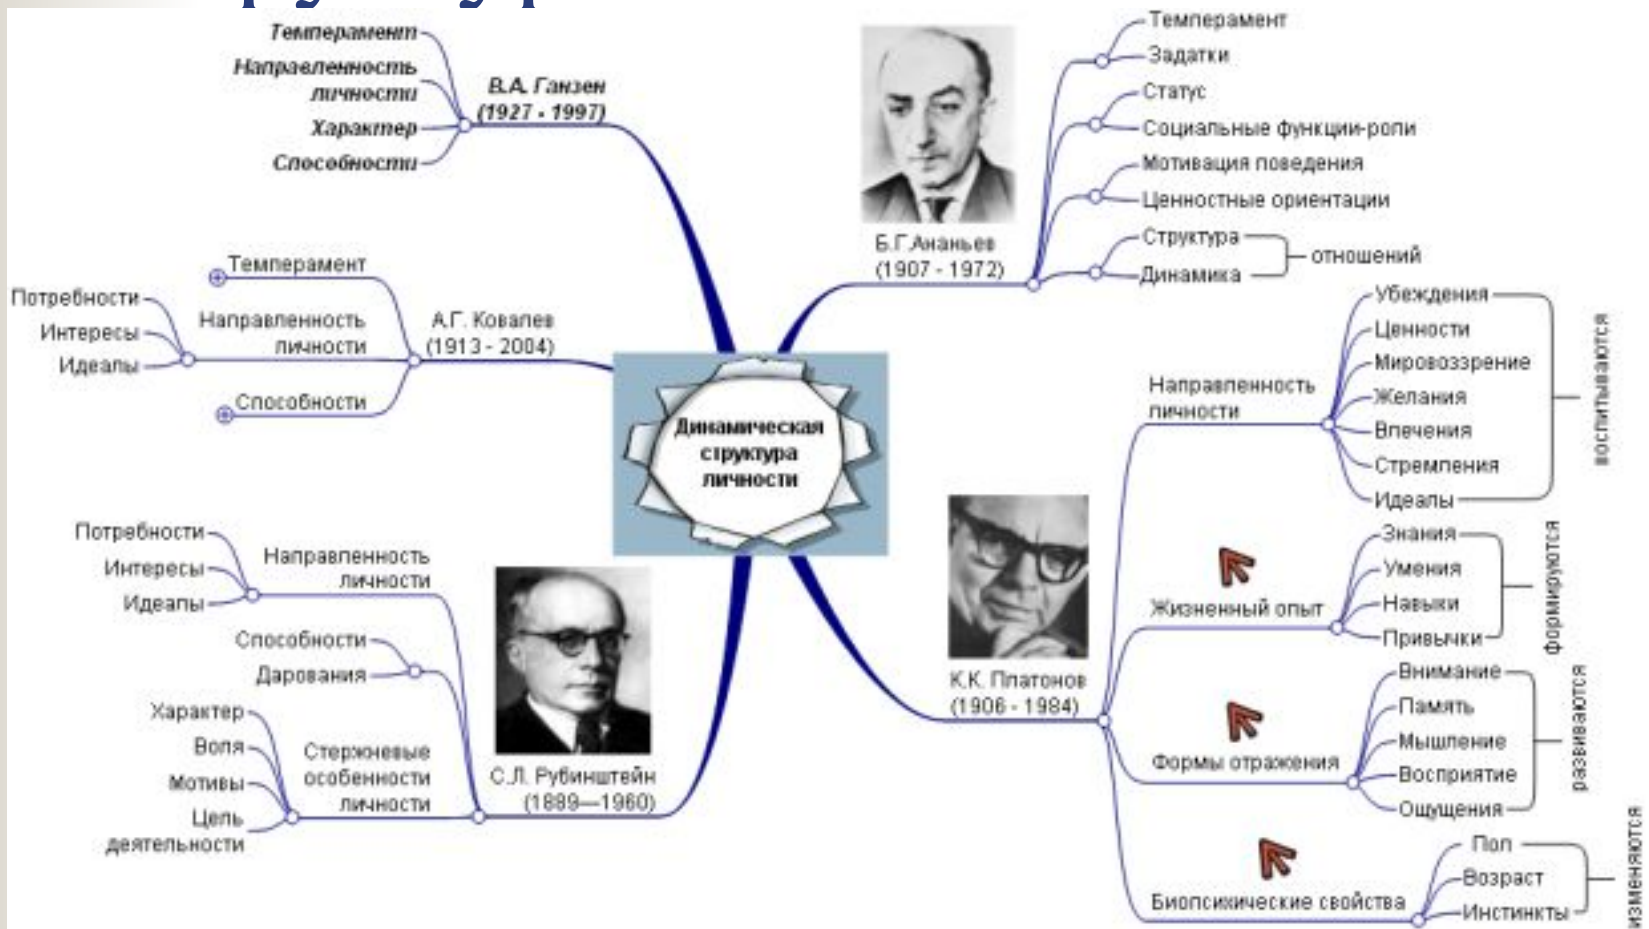 Темперамент
Направленность
личности
Характер
Способности
В.А. Ганзен
(1927 - 1997)
Темперамент
Потребности
Интересы
Идеалы
Направленность
личности
Способности
А.Г. Ковалев
(1913 - 2004)
Потребности
Интересы
Идеалы
Направленность
личности
Способности
Дарования
Характер
Воля
Мотивы
Цель
деятельности
Стержневые
особенности
личности
С.Л. Рубинштейн
(1889—1960)
Динамическая
структура
личности
Б.Г.Ананьев
(1907 - 1972)
Темперамент
Задатки
Статус
Социальные функции-роли
Мотивация поведения
Ценностные ориентации
Структура
Динамика
отношений
К.К. Платонов
(1906 - 1984)
Направленность
личности
Убеждения
Ценности
Мировоззрение
Желания
Влечения
Стремления
Идеалы
воспитываются
Жизненный опыт
Знания
Умения
Навыки
Привычки
формируются
Формы отражения
Внимание
Память
Мышление
Восприятие
Ощущения
развиваются
Биопсихические свойства
Пол
Возраст
Инстинкты
изменяются